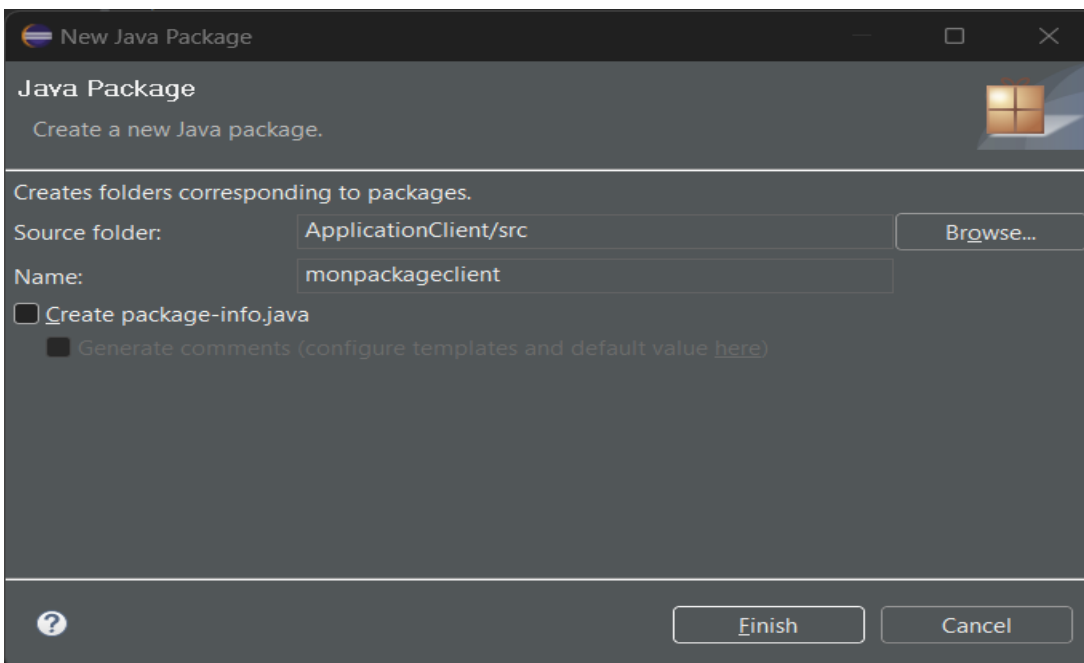 New Java Package
Java Package
Create a new Java package.
Creates folders corresponding to packages.
Source folder: ApplicationClient/src Browse...
Name: monpackageclient
Create package-info.java
Generate comments (configure templates and default value here)
? Finish Cancel